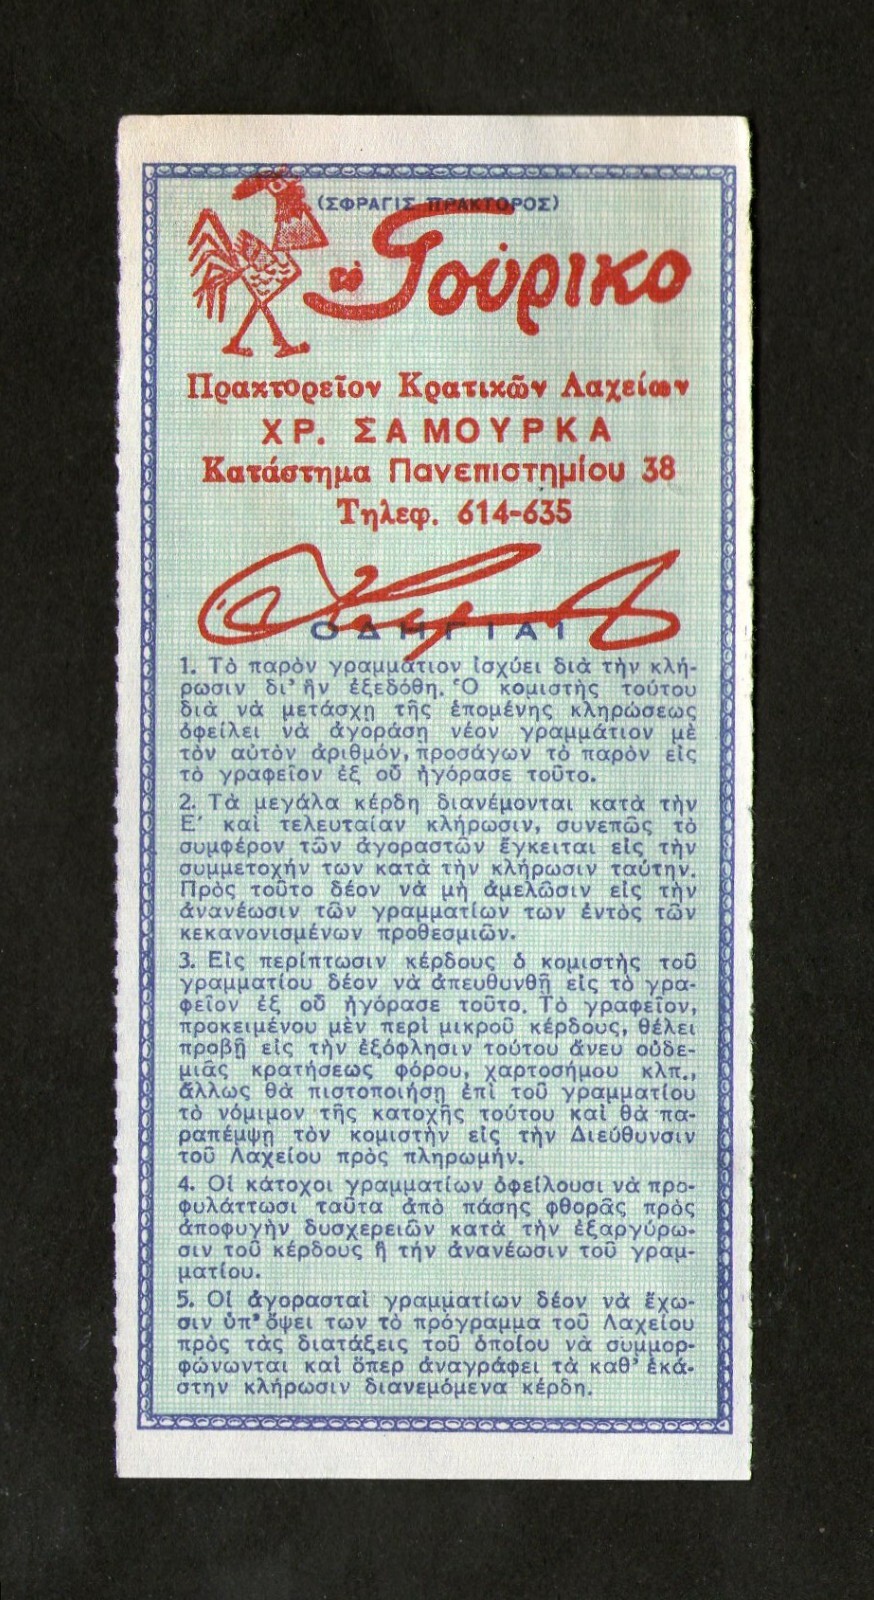 (ΣΦΡΑΓΙΣ ΠΡΑΚΤΟΡΟΣ)
τὸ Γούρικο
Πρακτορεῖον Κρατικῶν Λαχείων
ΧΡ. ΣΑΜΟΥΡΚΑ
Κατάστημα Πανεπιστημίου 38
Τηλεφ. 614-635
ΟΔΗΓΙΑΙ
1. Τὸ παρὸν γραμμάτιον ἰσχύει διὰ τὴν κλή-
ρωσιν δι' ἣν ἐξεδόθη. Ὁ κομιστὴς τούτου
διὰ νὰ μετάσχῃ τῆς ἑπομένης κληρώσεως
ὀφείλει νὰ ἀγοράσῃ νέον γραμμάτιον μὲ
τὸν αὐτὸν ἀριθμόν, προσάγων τὸ παρὸν εἰς
τὸ γραφεῖον ἐξ οὗ ἠγόρασε τοῦτο.
2. Τὰ μεγάλα κέρδη διανέμονται κατὰ τὴν
Ε' καὶ τελευταίαν κλήρωσιν, συνεπῶς τὸ
συμφέρον τῶν ἀγοραστῶν ἔγκειται εἰς τὴν
συμμετοχήν των κατὰ τὴν κλήρωσιν ταύτην.
Πρὸς τοῦτο δέον νὰ μὴ ἀμελῶσιν εἰς τὴν
ἀνανέωσιν τῶν γραμματίων των ἐντὸς τῶν
κεκανονισμένων προθεσμιῶν.
3. Εἰς περίπτωσιν κέρδους ὁ κομιστὴς τοῦ
γραμματίου δέον νὰ ἀπευθυνθῇ εἰς τὸ γρα-
φεῖον ἐξ οὗ ἠγόρασε τοῦτο. Τὸ γραφεῖον,
προκειμένου μὲν περὶ μικροῦ κέρδους, θέλει
προβῇ εἰς τὴν ἐξόφλησιν τούτου ἄνευ οὐδε-
μιᾶς κρατήσεως φόρου, χαρτοσήμου κλπ.,
ἄλλως θὰ πιστοποιήσῃ ἐπὶ τοῦ γραμματίου
τὸ νόμιμον τῆς κατοχῆς τούτου καὶ θὰ πα-
ραπέμψῃ τὸν κομιστὴν εἰς τὴν Διεύθυνσιν
τοῦ Λαχείου πρὸς πληρωμήν.
4. Οἱ κάτοχοι γραμματίων ὀφείλουσι νὰ προ-
φυλάττωσι ταῦτα ἀπὸ πάσης φθορᾶς πρὸς
ἀποφυγὴν δυσχερειῶν κατὰ τὴν ἐξαργύρω-
σιν τοῦ κέρδους ἢ τὴν ἀνανέωσιν τοῦ γραμ-
ματίου.
5. Οἱ ἀγορασταὶ γραμματίων δέον νὰ ἔχω-
σιν ὑπ' ὄψει των τὸ πρόγραμμα τοῦ Λαχείου
πρὸς τὰς διατάξεις τοῦ ὁποίου νὰ συμμορ-
φώνωνται καὶ ὅπερ ἀναγράφει τὰ καθ' ἑκά-
στην κλήρωσιν διανεμόμενα κέρδη.